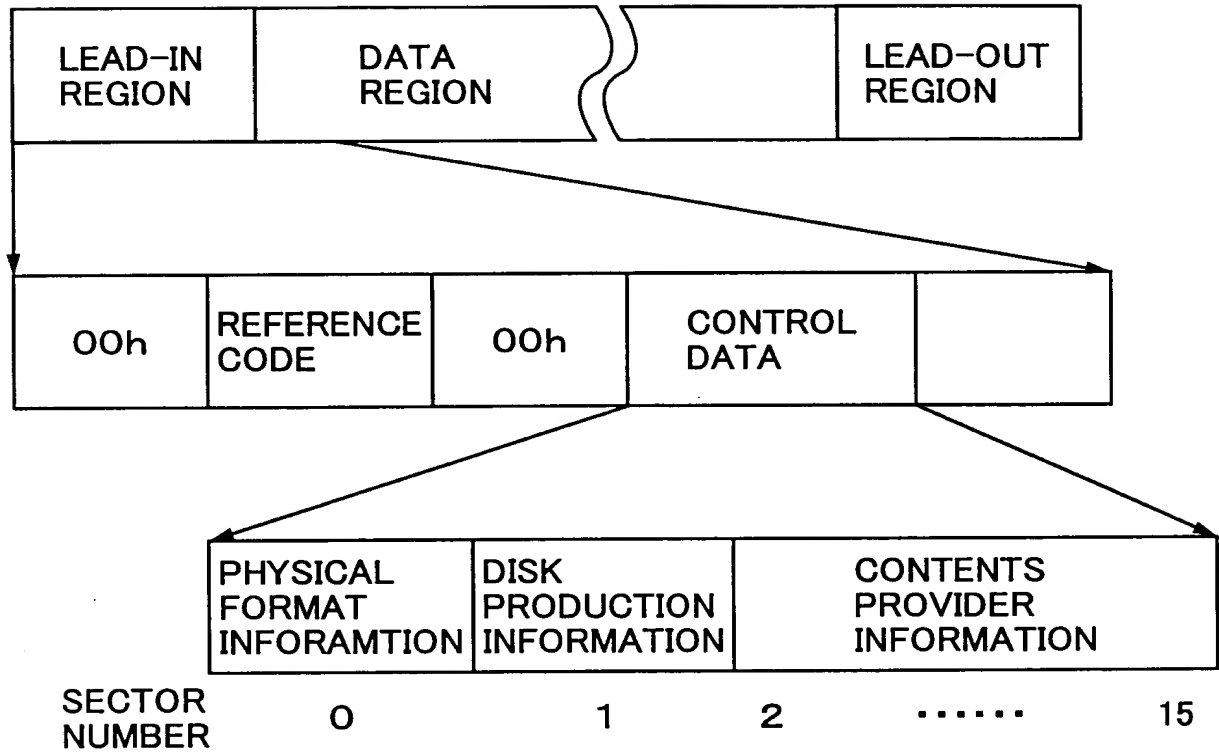 LEAD-IN
REGION
DATA
REGION
LEAD-OUT
REGION
00h
REFERENCE
CODE
00h
CONTROL
DATA
PHYSICAL
FORMAT
INFORAMTION
DISK
PRODUCTION
INFORMATION
CONTENTS
PROVIDER
INFORMATION
SECTOR
NUMBER
0 1 2 ...... 15